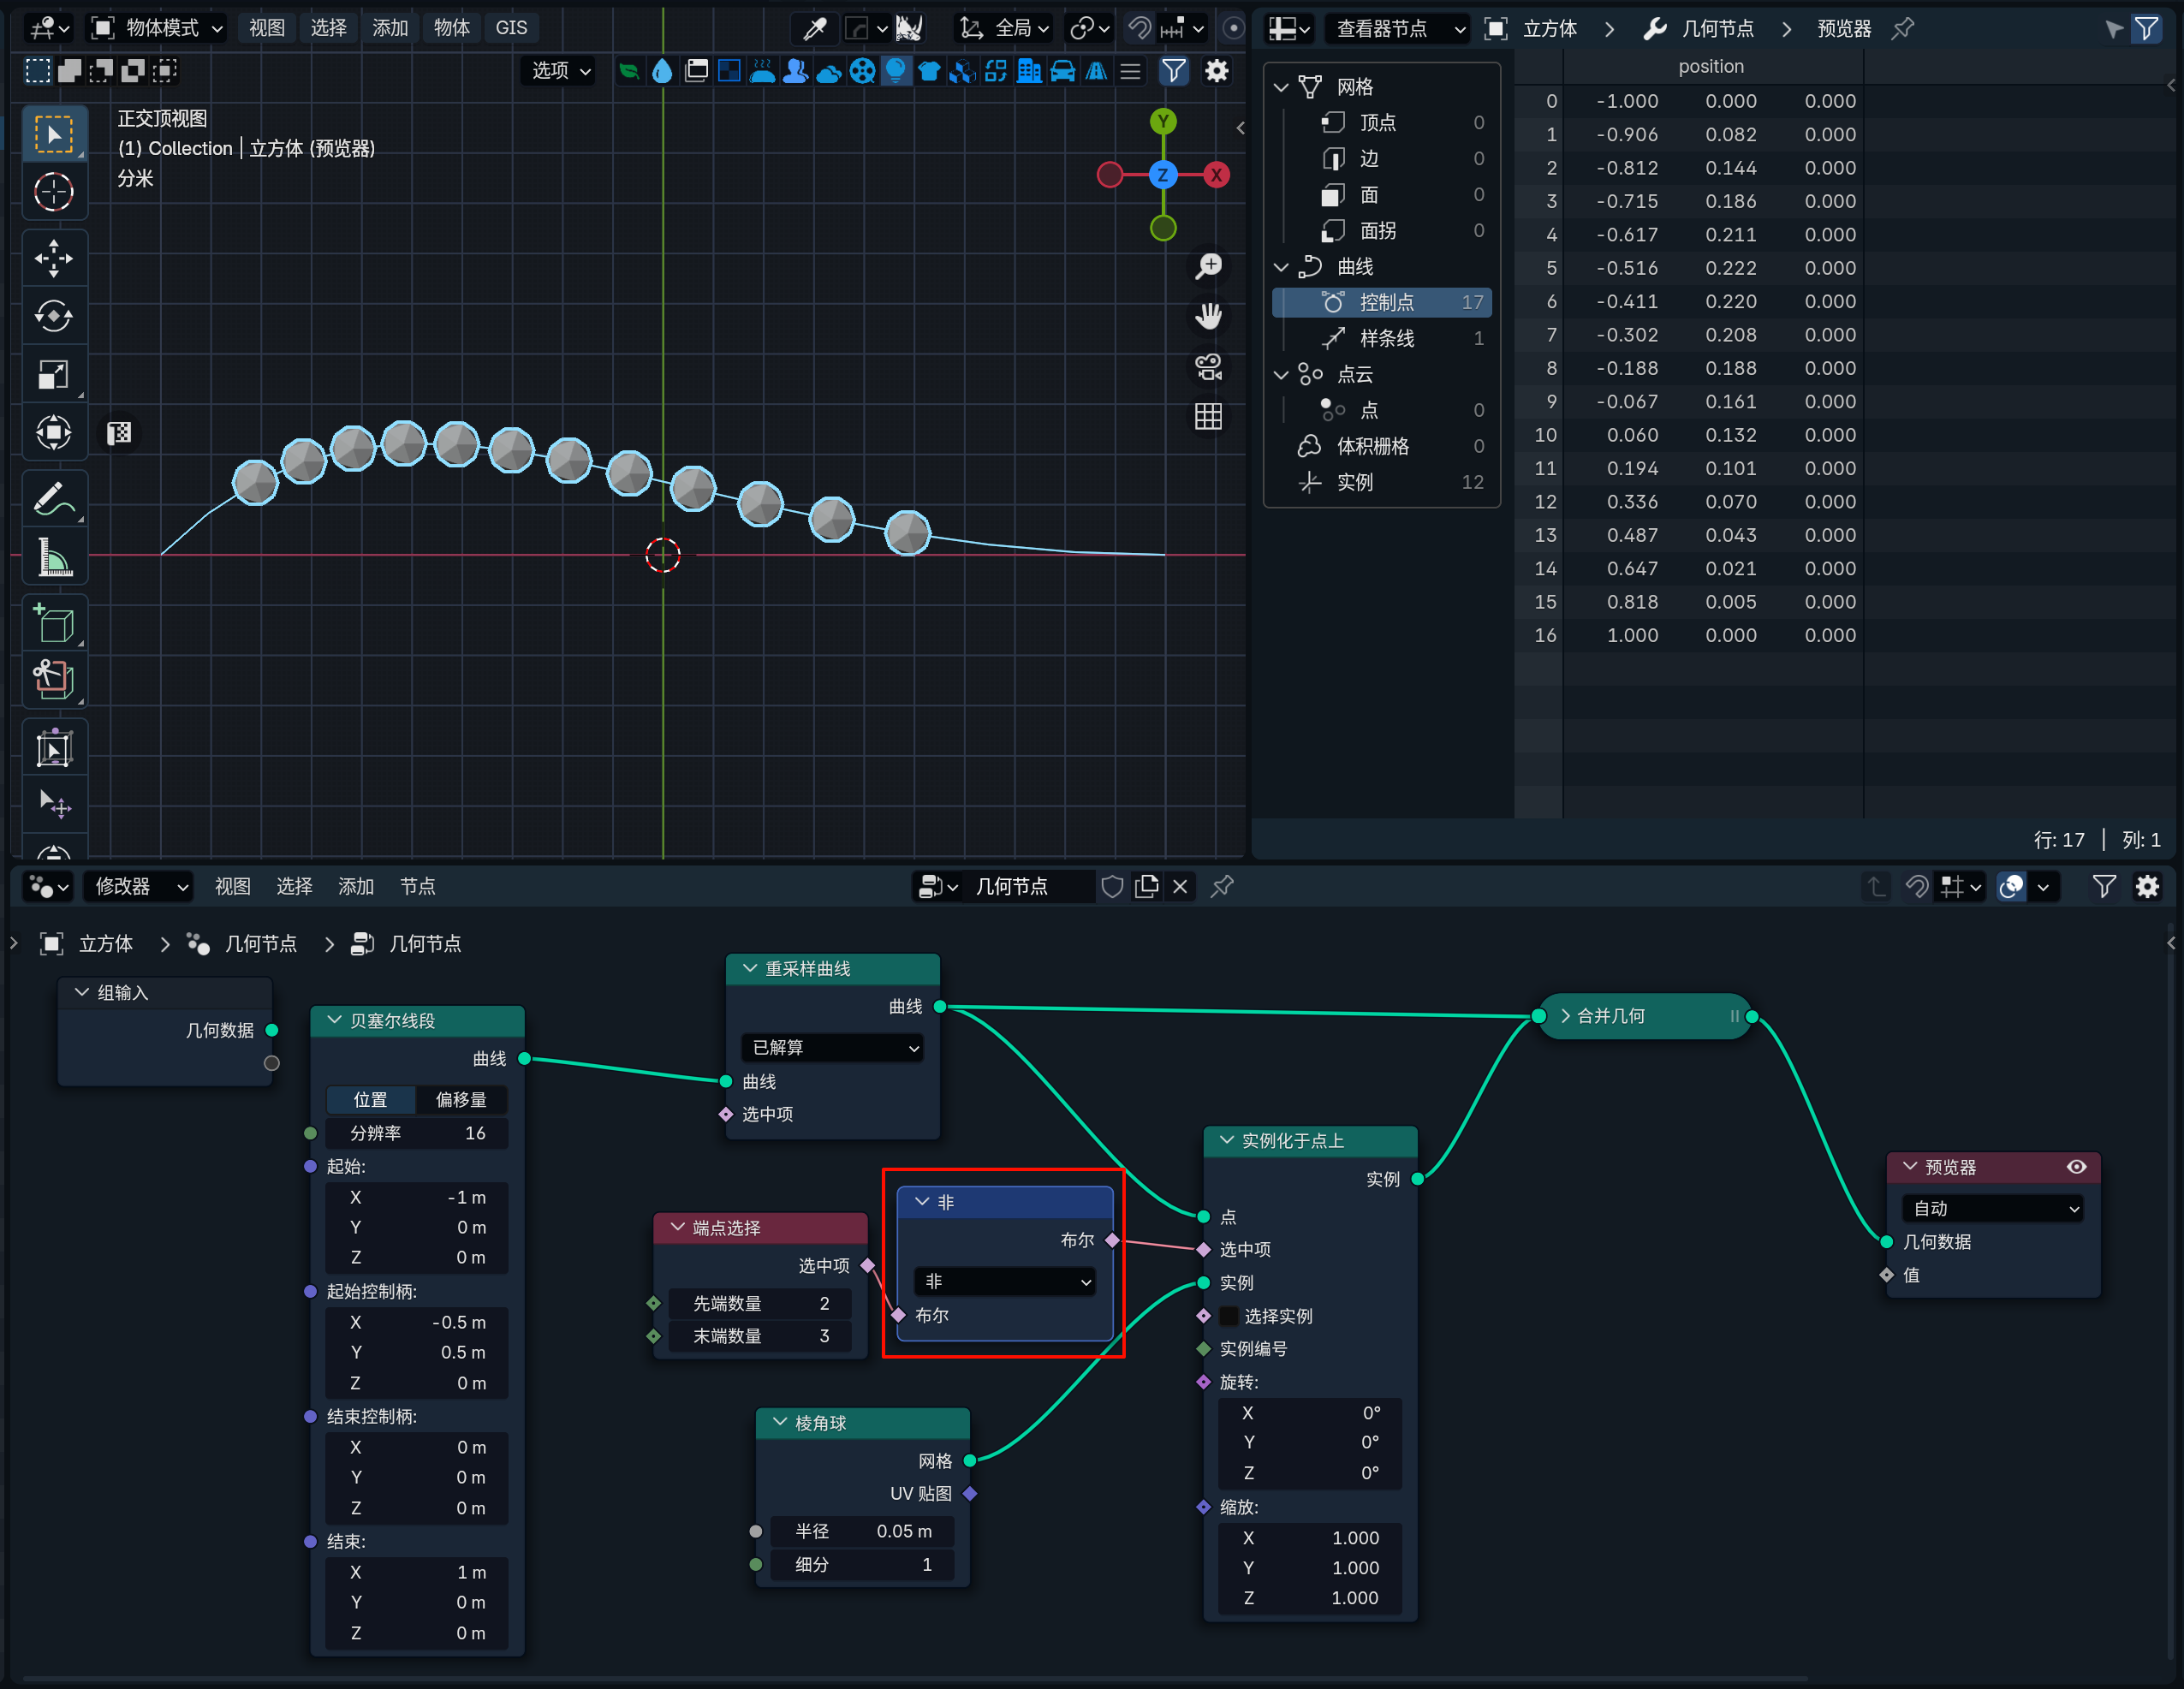 物体模式 视图 选择 添加 物体 GIS 全局
选项
正交顶视图
(1) Collection | 立方体 (预览器)
分米
Y
Z X
查看器节点 立方体 几何节点 预览器
网格
顶点 0
边 0
面 0
面拐 0
曲线
控制点 17
样条线 1
点云
点 0
体积栅格 0
实例 12
position
0 -1.000 0.000 0.000
1 -0.906 0.082 0.000
2 -0.812 0.144 0.000
3 -0.715 0.186 0.000
4 -0.617 0.211 0.000
5 -0.516 0.222 0.000
6 -0.411 0.220 0.000
7 -0.302 0.208 0.000
8 -0.188 0.188 0.000
9 -0.067 0.161 0.000
10 0.060 0.132 0.000
11 0.194 0.101 0.000
12 0.336 0.070 0.000
13 0.487 0.043 0.000
14 0.647 0.021 0.000
15 0.818 0.005 0.000
16 1.000 0.000 0.000
行: 17 | 列: 1
修改器 视图 选择 添加 节点 几何节点
立方体 几何节点 几何节点
组输入
几何数据
贝塞尔线段
曲线
位置 偏移量
分辨率 16
起始:
X -1 m
Y 0 m
Z 0 m
起始控制柄:
X -0.5 m
Y 0.5 m
Z 0 m
结束控制柄:
X 0 m
Y 0 m
Z 0 m
结束:
X 1 m
Y 0 m
Z 0 m
重采样曲线
曲线
已解算
曲线
选中项
端点选择
选中项
先端数量 2
末端数量 3
非
布尔
非
布尔
棱角球
网格
UV 贴图
半径 0.05 m
细分 1
实例化于点上
实例
点
选中项
实例
选择实例
实例编号
旋转:
X 0°
Y 0°
Z 0°
缩放:
X 1.000
Y 1.000
Z 1.000
合并几何
预览器
自动
几何数据
值